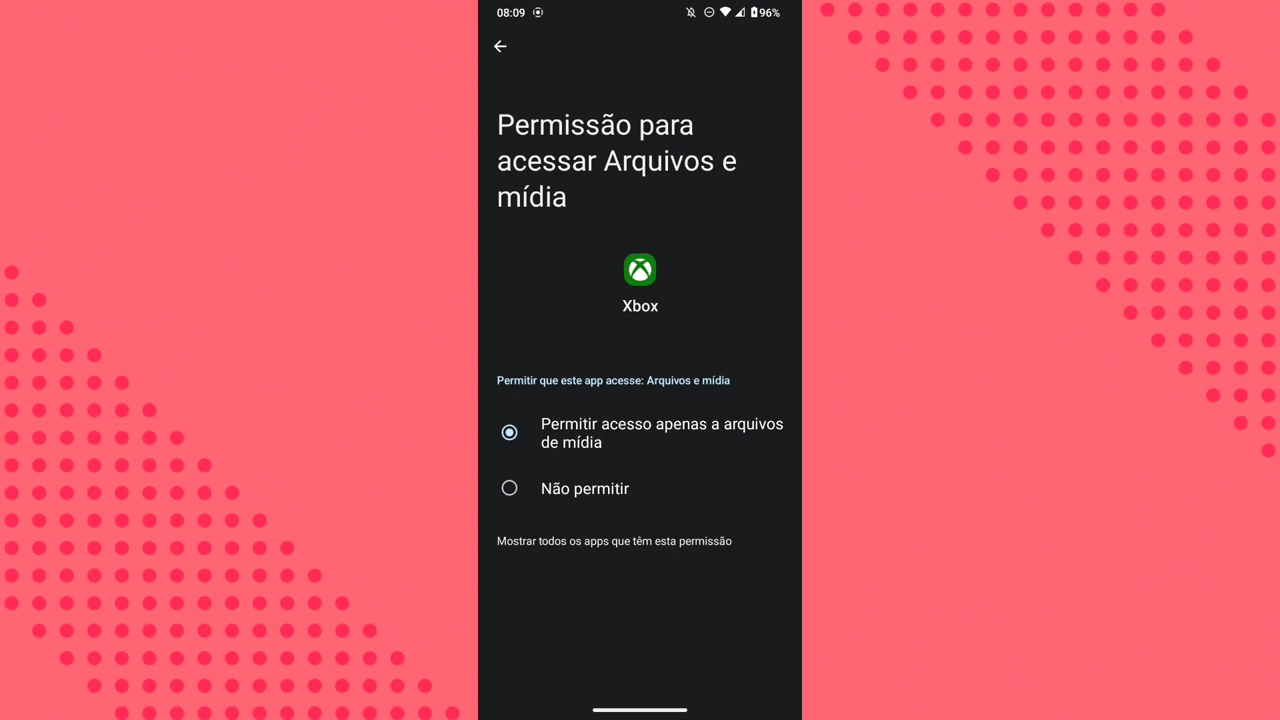 08:09
96%
Permissão para
acessar Arquivos e
mídia
Xbox
Permitir que este app acesse: Arquivos e mídia
Permitir acesso apenas a arquivos
de mídia
Não permitir
Mostrar todos os apps que têm esta permissão